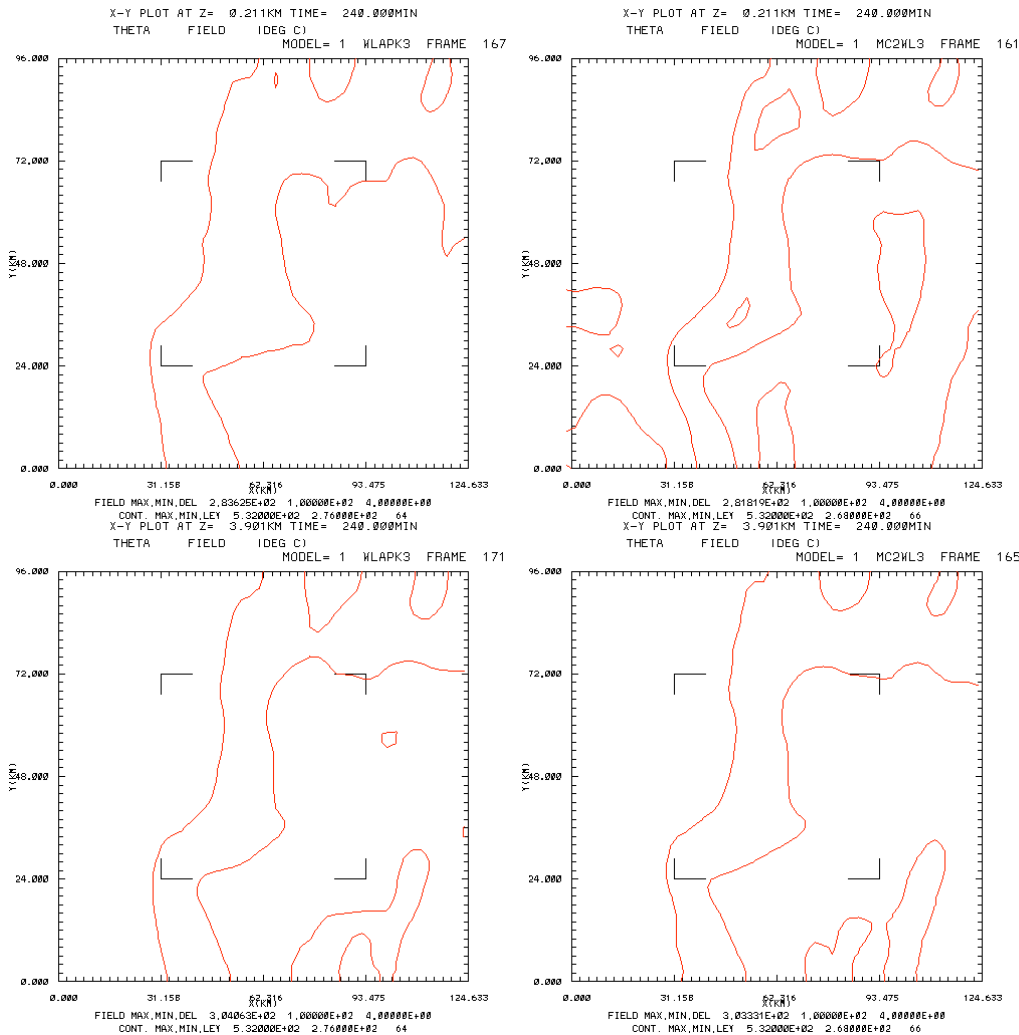 X-Y PLOT AT Z= 0.211KM TIME= 240.000MIN
THETA FIELD (DEG C)
MODEL= 1 WLAPK3 FRAME 167
96.000
72.000
48.000
24.000
0.000
Y(KM)
0.000 31.158 62.316 93.475 124.633
X(KM)
FIELD MAX,MIN,DEL 2.83625E+02 1.00000E+02 4.00000E+00
CONT. MAX,MIN,LEY 5.32000E+02 2.76000E+02 64
X-Y PLOT AT Z= 0.211KM TIME= 240.000MIN
THETA FIELD (DEG C)
MODEL= 1 MC2WL3 FRAME 161
96.000
72.000
48.000
24.000
0.000
Y(KM)
0.000 31.158 62.316 93.475 124.633
X(KM)
FIELD MAX,MIN,DEL 2.81819E+02 1.00000E+02 4.00000E+00
CONT. MAX,MIN,LEY 5.32000E+02 2.68000E+02 66
X-Y PLOT AT Z= 3.901KM TIME= 240.000MIN
THETA FIELD (DEG C)
MODEL= 1 WLAPK3 FRAME 171
96.000
72.000
48.000
24.000
0.000
Y(KM)
0.000 31.158 62.316 93.475 124.633
X(KM)
FIELD MAX,MIN,DEL 3.04063E+02 1.00000E+02 4.00000E+00
CONT. MAX,MIN,LEY 5.32000E+02 2.76000E+02 64
X-Y PLOT AT Z= 3.901KM TIME= 240.000MIN
THETA FIELD (DEG C)
MODEL= 1 MC2WL3 FRAME 165
96.000
72.000
48.000
24.000
0.000
Y(KM)
0.000 31.158 62.316 93.475 124.633
X(KM)
FIELD MAX,MIN,DEL 3.03331E+02 1.00000E+02 4.00000E+00
CONT. MAX,MIN,LEY 5.32000E+02 2.68000E+02 66